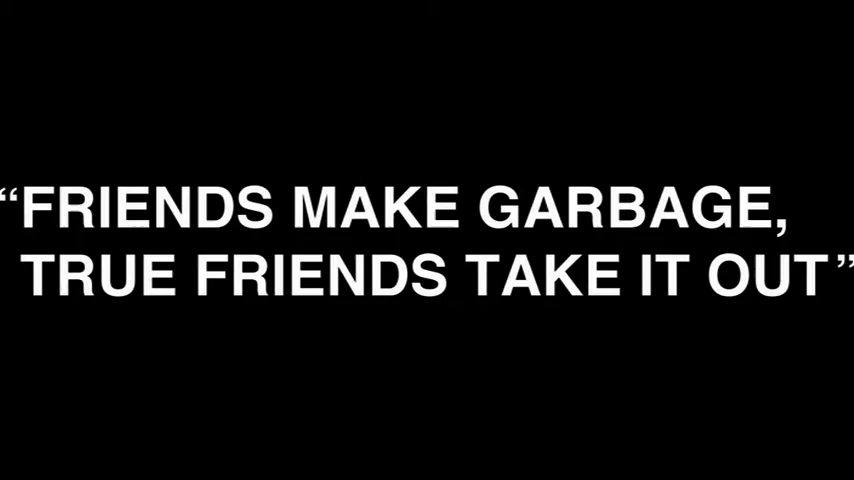 “FRIENDS MAKE GARBAGE,
TRUE FRIENDS TAKE IT OUT”